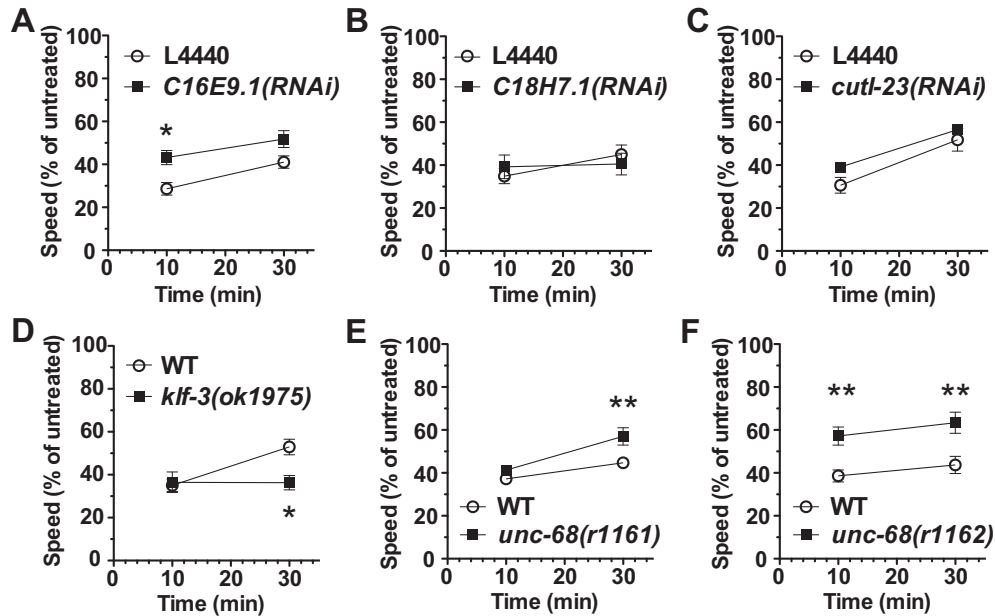 A
L4440
C16E9.1(RNAi)
Speed (% of untreated)
100
80
60
40
20
0
*
0 10 20 30
Time (min)
B
L4440
C18H7.1(RNAi)
Speed (% of untreated)
100
80
60
40
20
0
0 10 20 30
Time (min)
C
L4440
cutl-23(RNAi)
Speed (% of untreated)
100
80
60
40
20
0
0 10 20 30
Time (min)
D
WT
klf-3(ok1975)
Speed (% of untreated)
100
80
60
40
20
0
*
0 10 20 30
Time (min)
E
Speed (% of untreated)
100
80
60
40
20
0
**
WT
unc-68(r1161)
0 10 20 30
Time (min)
F
Speed (% of untreated)
100
80
60
40
20
0
** **
WT
unc-68(r1162)
0 10 20 30
Time (min)